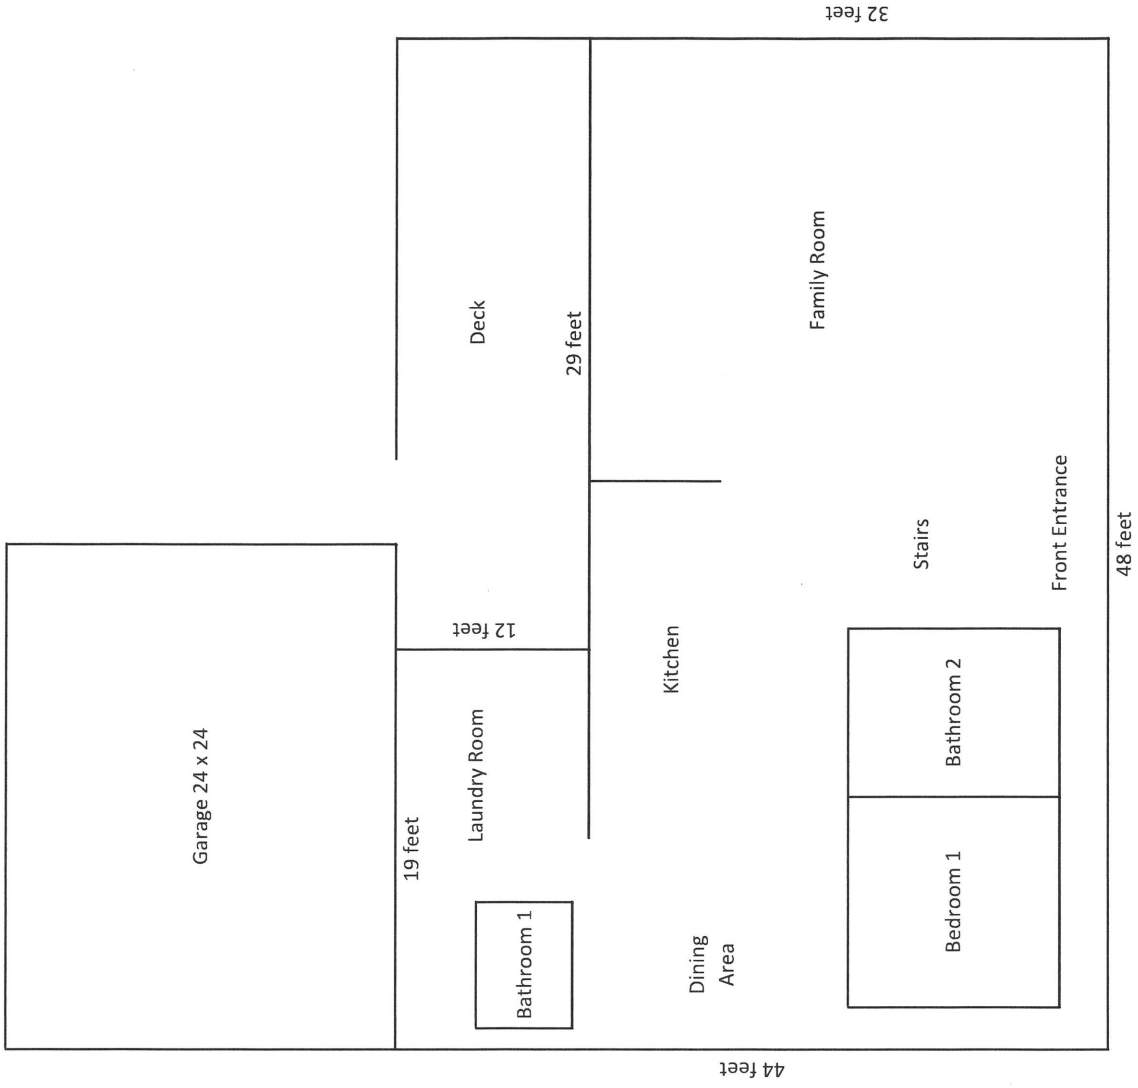 32 feet
Deck
29 feet
Family Room
Garage 24 x 24
12 feet
Laundry Room
19 feet
Kitchen
Stairs
Front Entrance
48 feet
Bathroom 1
Dining
Area
Bathroom 2
Bedroom 1
44 feet